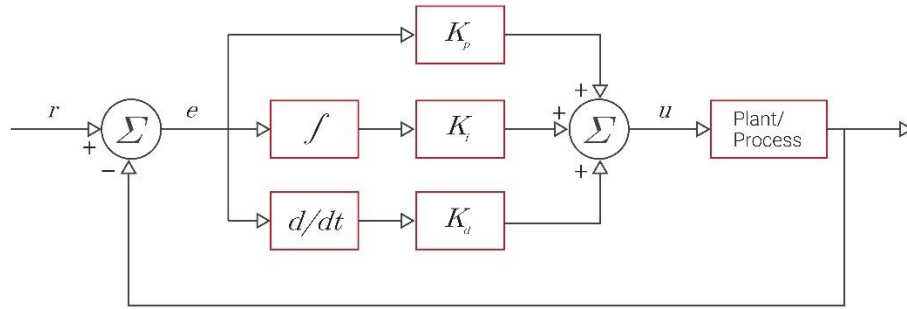 K_p
r
Σ
e
+
−
∫
K_i
+
+
Σ
+
u
Plant/
Process
d/dt
K_d